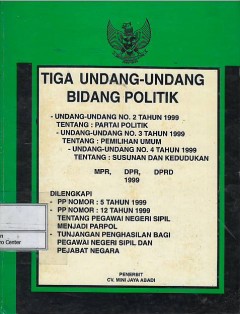 TIGA UNDANG-UNDANG
BIDANG POLITIK
- UNDANG-UNDANG NO. 2 TAHUN 1999
TENTANG : PARTAI POLITIK
- UNDANG-UNDANG NO. 3 TAHUN 1999
TENTANG : PEMILIHAN UMUM
- UNDANG-UNDANG NO. 4 TAHUN 1999
TENTANG : SUSUNAN DAN KEDUDUKAN
MPR, DPR, DPRD
1999
DILENGKAPI
- PP NOMOR : 5 TAHUN 1999
- PP NOMOR : 12 TAHUN 1999
TENTANG PEGAWAI NEGERI SIPIL
MENJADI PARPOL
- TUNJANGAN PENGHASILAN BAGI
PEGAWAI NEGERI SIPIL DAN
PEJABAT NEGARA
PENERBIT
CV. WINI JAYA ABADI